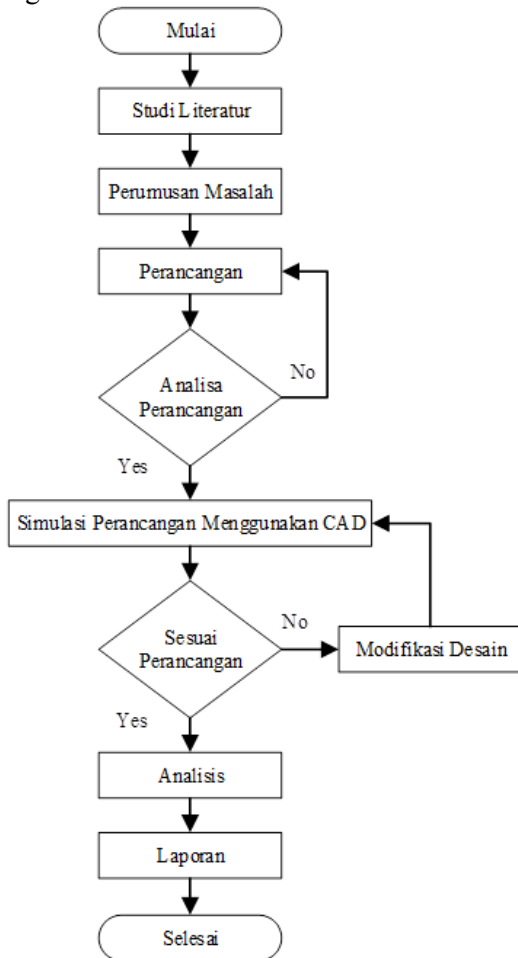 Mulai
Studi Literatur
Perumusan Masalah
Perancangan
No
Analisa
Perancangan
Yes
Simulasi Perancangan Menggunakan CAD
No
Sesuai
Perancangan
Modifikasi Desain
Yes
Analisis
Laporan
Selesai